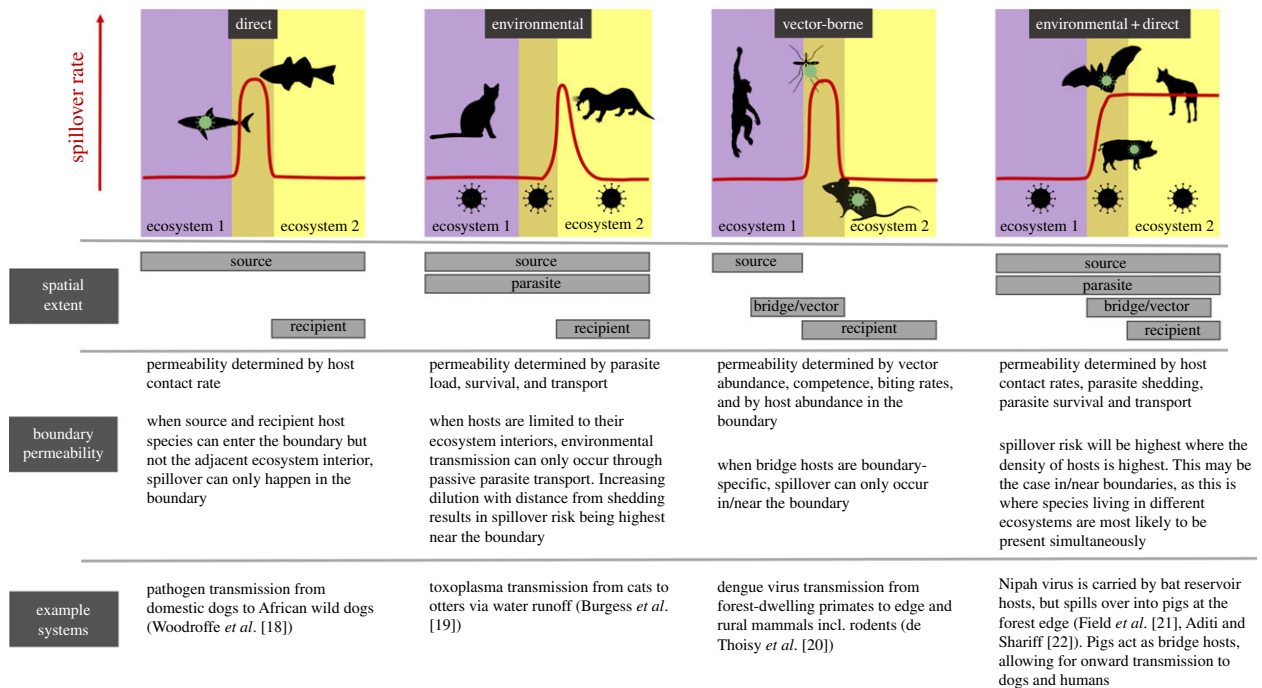 spillover rate
direct
environmental
vector-borne
environmental + direct
ecosystem 1
ecosystem 2
ecosystem 1
ecosystem 2
ecosystem 1
ecosystem 2
ecosystem 1
ecosystem 2
spatial
extent
source
recipient
source
parasite
recipient
source
bridge/vector
recipient
source
parasite
bridge/vector
recipient
boundary
permeability
permeability determined by host
contact rate
when source and recipient host
species can enter the boundary but
not the adjacent ecosystem interior,
spillover can only happen in the
boundary
permeability determined by parasite
load, survival, and transport
when hosts are limited to their
ecosystem interiors, environmental
transmission can only occur through
passive parasite transport. Increasing
dilution with distance from shedding
results in spillover risk being highest
near the boundary
permeability determined by vector
abundance, competence, biting rates,
and by host abundance in the
boundary
when bridge hosts are boundary-
specific, spillover can only occur
in/near the boundary
permeability determined by host
contact rates, parasite shedding,
parasite survival and transport
spillover risk will be highest where the
density of hosts is highest. This may be
the case in/near boundaries, as this is
where species living in different
ecosystems are most likely to be
present simultaneously
example
systems
pathogen transmission from
domestic dogs to African wild dogs
(Woodroffe et al. [18])
toxoplasma transmission from cats to
otters via water runoff (Burgess et al.
[19])
dengue virus transmission from
forest-dwelling primates to edge and
rural mammals incl. rodents (de
Thoisy et al. [20])
Nipah virus is carried by bat reservoir
hosts, but spills over into pigs at the
forest edge (Field et al. [21], Aditi and
Shariff [22]). Pigs act as bridge hosts,
allowing for onward transmission to
dogs and humans